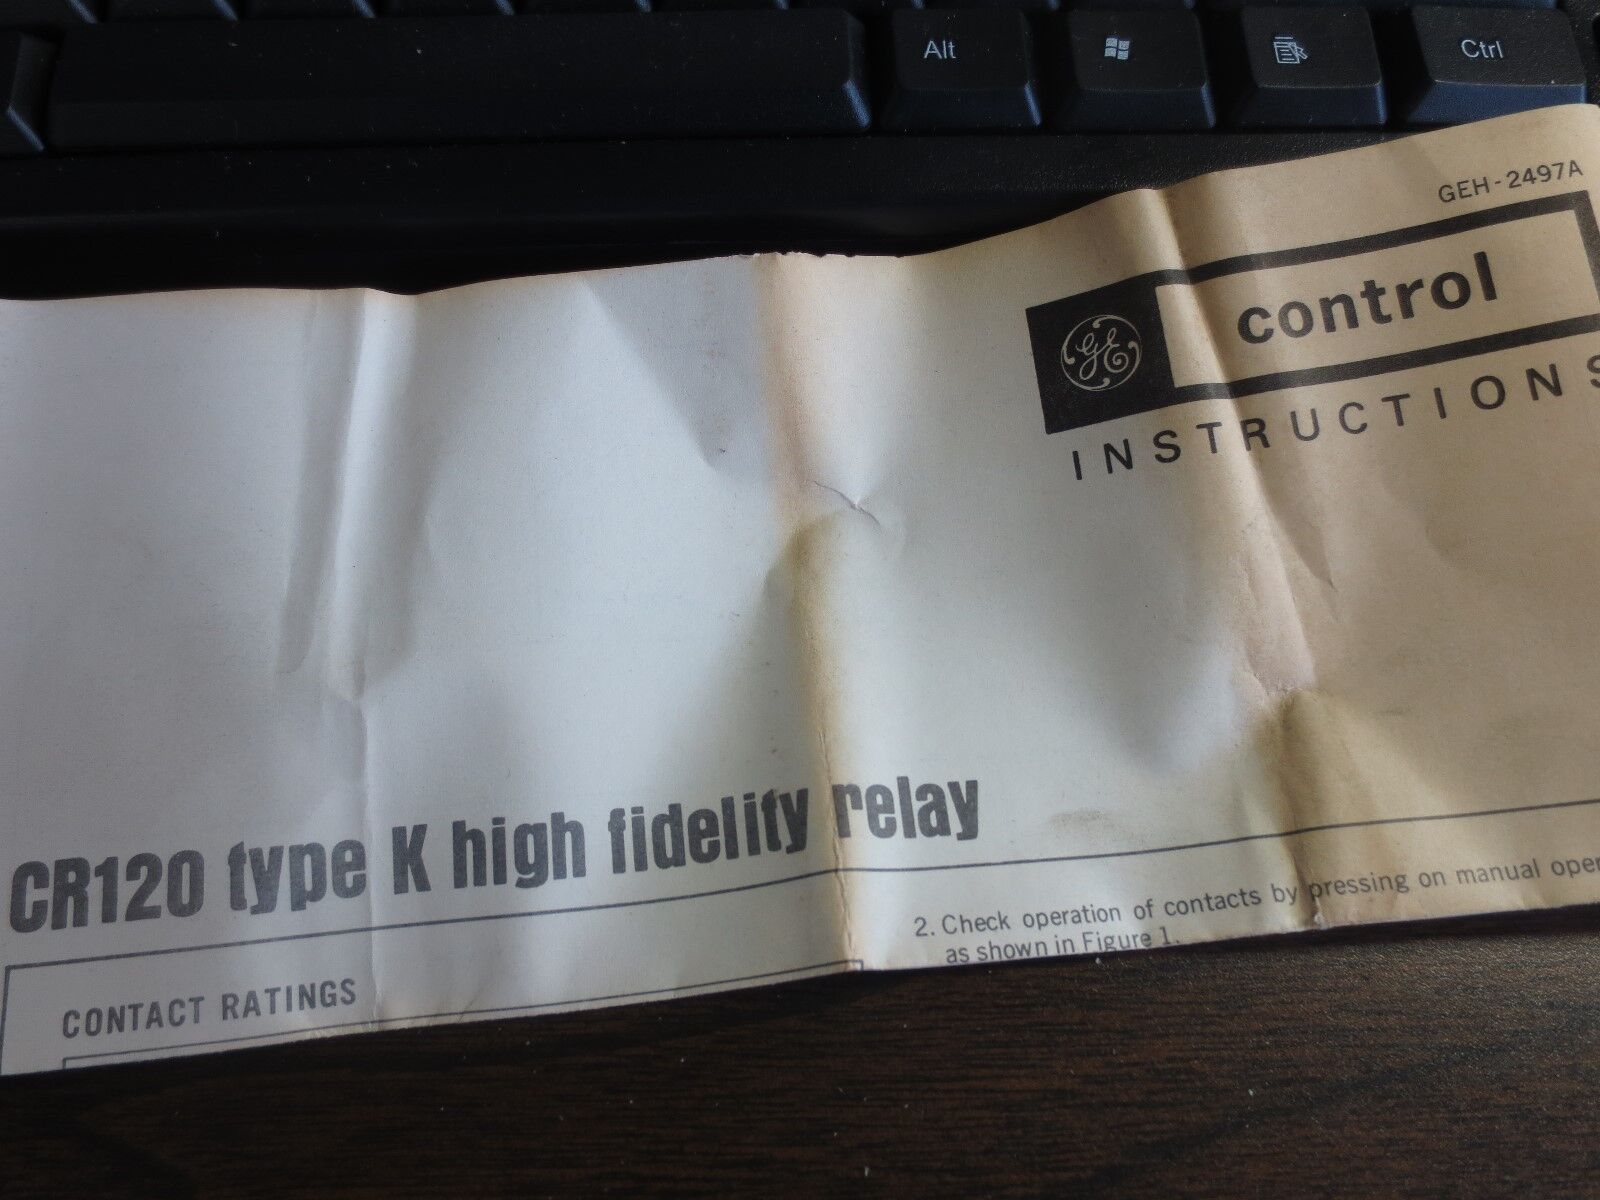 Alt
Ctrl
GEH-2497A
GE
control
INSTRUCTIONS
CR120 type K high fidelity relay
CONTACT RATINGS
2. Check operation of contacts by pressing on manual oper
as shown in Figure 1.